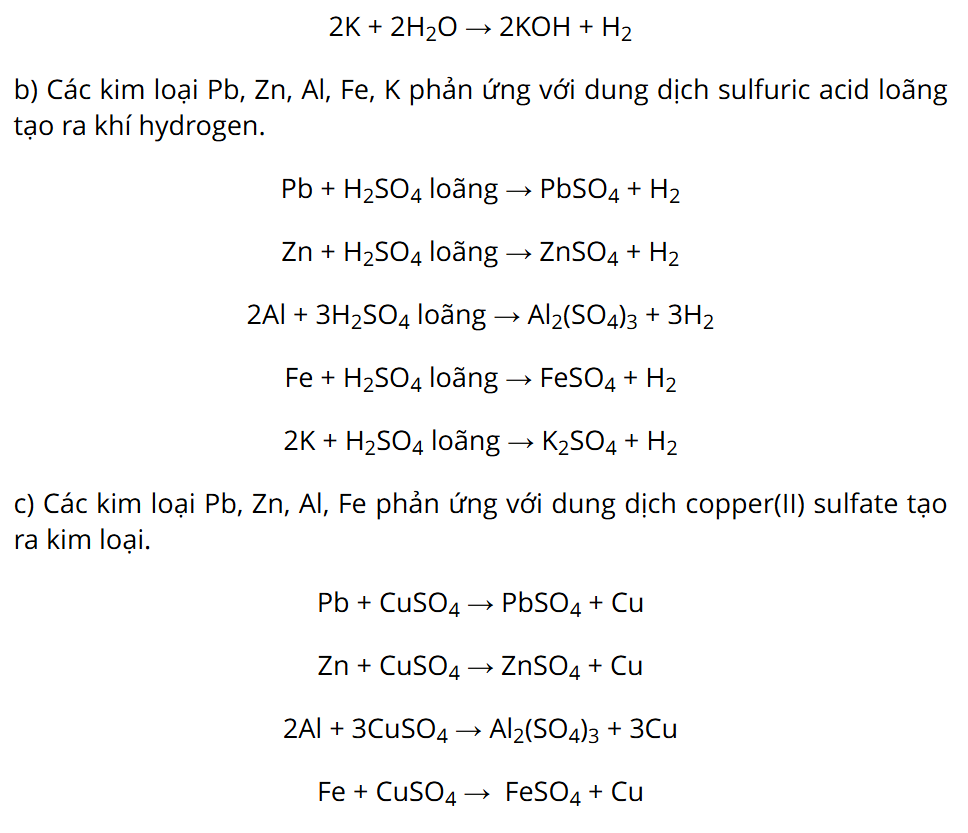 2K + 2H₂O → 2KOH + H₂
b) Các kim loại Pb, Zn, Al, Fe, K phản ứng với dung dịch sulfuric acid loãng
tạo ra khí hydrogen.
Pb + H₂SO₄ loãng → PbSO₄ + H₂
Zn + H₂SO₄ loãng → ZnSO₄ + H₂
2Al + 3H₂SO₄ loãng → Al₂(SO₄)₃ + 3H₂
Fe + H₂SO₄ loãng → FeSO₄ + H₂
2K + H₂SO₄ loãng → K₂SO₄ + H₂
c) Các kim loại Pb, Zn, Al, Fe phản ứng với dung dịch copper(II) sulfate tạo
ra kim loại.
Pb + CuSO₄ → PbSO₄ + Cu
Zn + CuSO₄ → ZnSO₄ + Cu
2Al + 3CuSO₄ → Al₂(SO₄)₃ + 3Cu
Fe + CuSO₄ → FeSO₄ + Cu